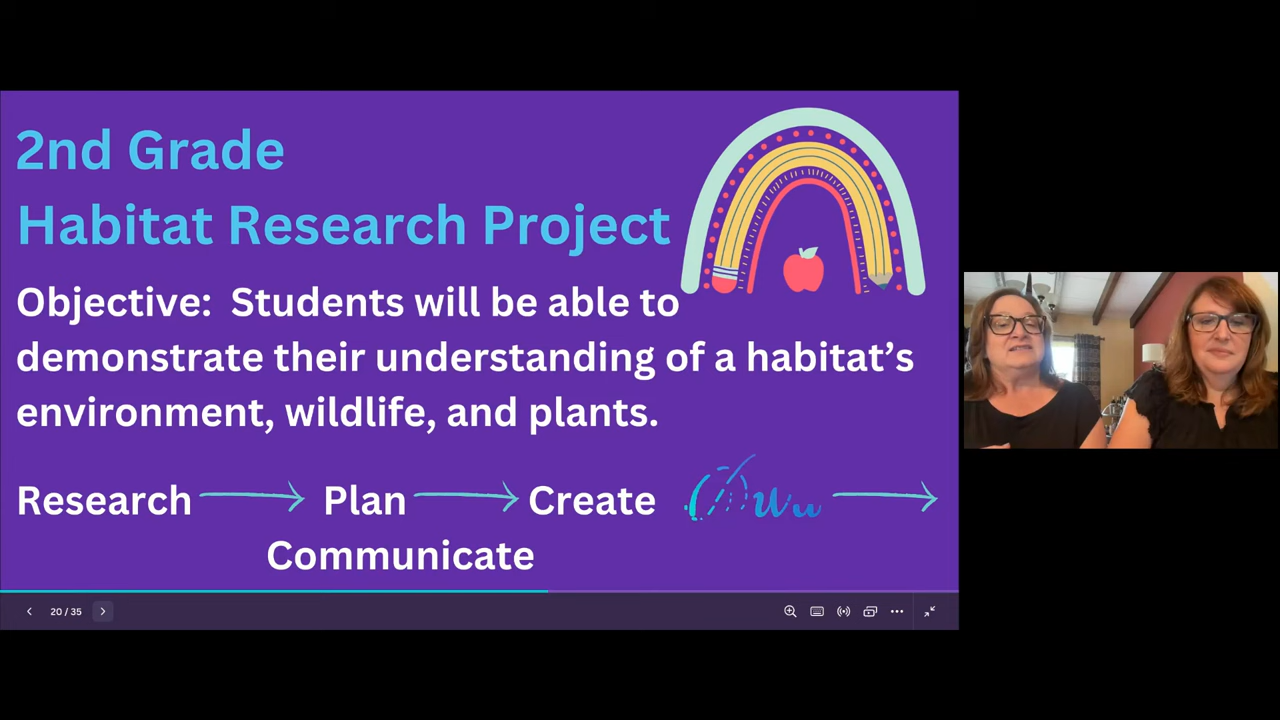 2nd Grade
Habitat Research Project
Objective: Students will be able to
demonstrate their understanding of a habitat’s
environment, wildlife, and plants.
Research Plan Create
Communicate
20 / 35